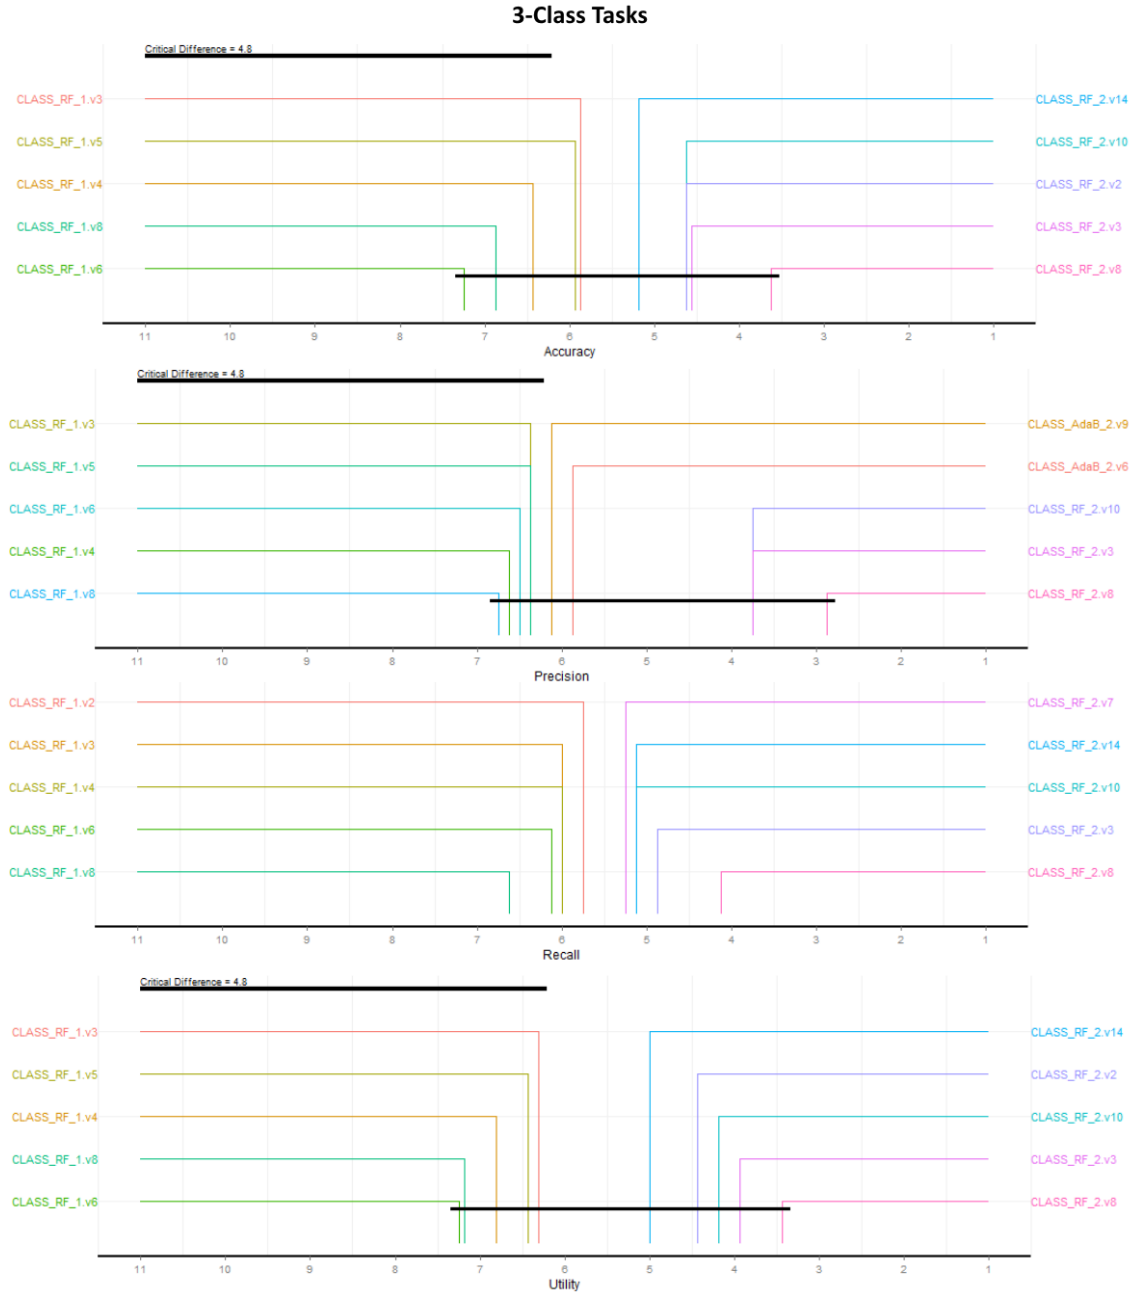 3-Class Tasks
Critical Difference = 4.8
CLASS_RF_1.v3 CLASS_RF_2.v14
CLASS_RF_1.v5 CLASS_RF_2.v10
CLASS_RF_1.v4 CLASS_RF_2.v2
CLASS_RF_1.v8 CLASS_RF_2.v3
CLASS_RF_1.v6 CLASS_RF_2.v8
11 10 9 8 7 6 5 4 3 2 1
Accuracy
Critical Difference = 4.8
CLASS_RF_1.v3 CLASS_AdaB_2.v9
CLASS_RF_1.v5 CLASS_AdaB_2.v6
CLASS_RF_1.v6 CLASS_RF_2.v10
CLASS_RF_1.v4 CLASS_RF_2.v3
CLASS_RF_1.v8 CLASS_RF_2.v8
11 10 9 8 7 6 5 4 3 2 1
Precision
CLASS_RF_1.v2 CLASS_RF_2.v7
CLASS_RF_1.v3 CLASS_RF_2.v14
CLASS_RF_1.v4 CLASS_RF_2.v10
CLASS_RF_1.v6 CLASS_RF_2.v3
CLASS_RF_1.v8 CLASS_RF_2.v8
11 10 9 8 7 6 5 4 3 2 1
Recall
Critical Difference = 4.8
CLASS_RF_1.v3 CLASS_RF_2.v14
CLASS_RF_1.v5 CLASS_RF_2.v2
CLASS_RF_1.v4 CLASS_RF_2.v10
CLASS_RF_1.v8 CLASS_RF_2.v3
CLASS_RF_1.v6 CLASS_RF_2.v8
11 10 9 8 7 6 5 4 3 2 1
Utility